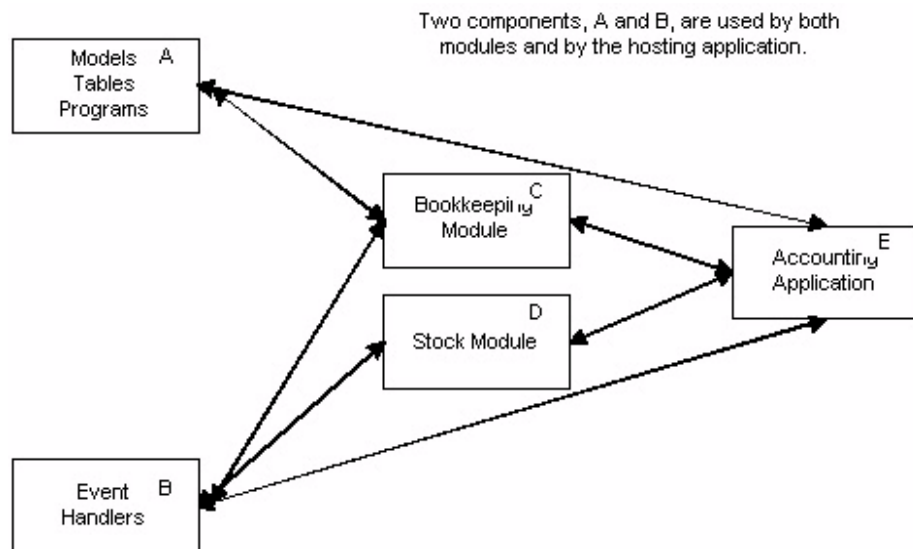 Two components, A and B, are used by both
modules and by the hosting application.
Models A
Tables
Programs
Bookkeeping C
Module
Accounting E
Application
D
Stock Module
Event B
Handlers